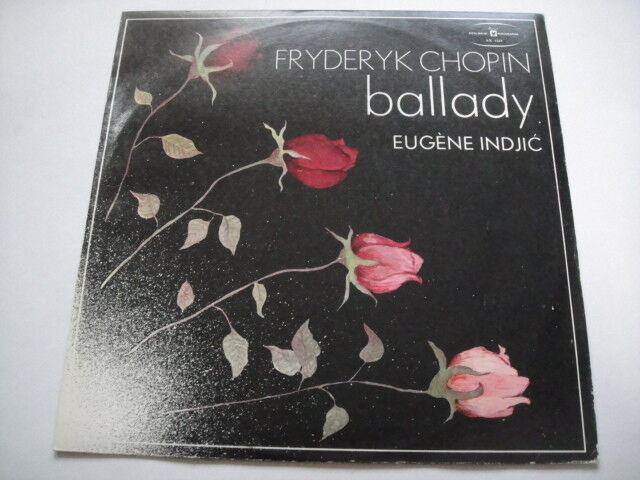 FRYDERYK CHOPIN
ballady
EUGÈNE INDJIĆ